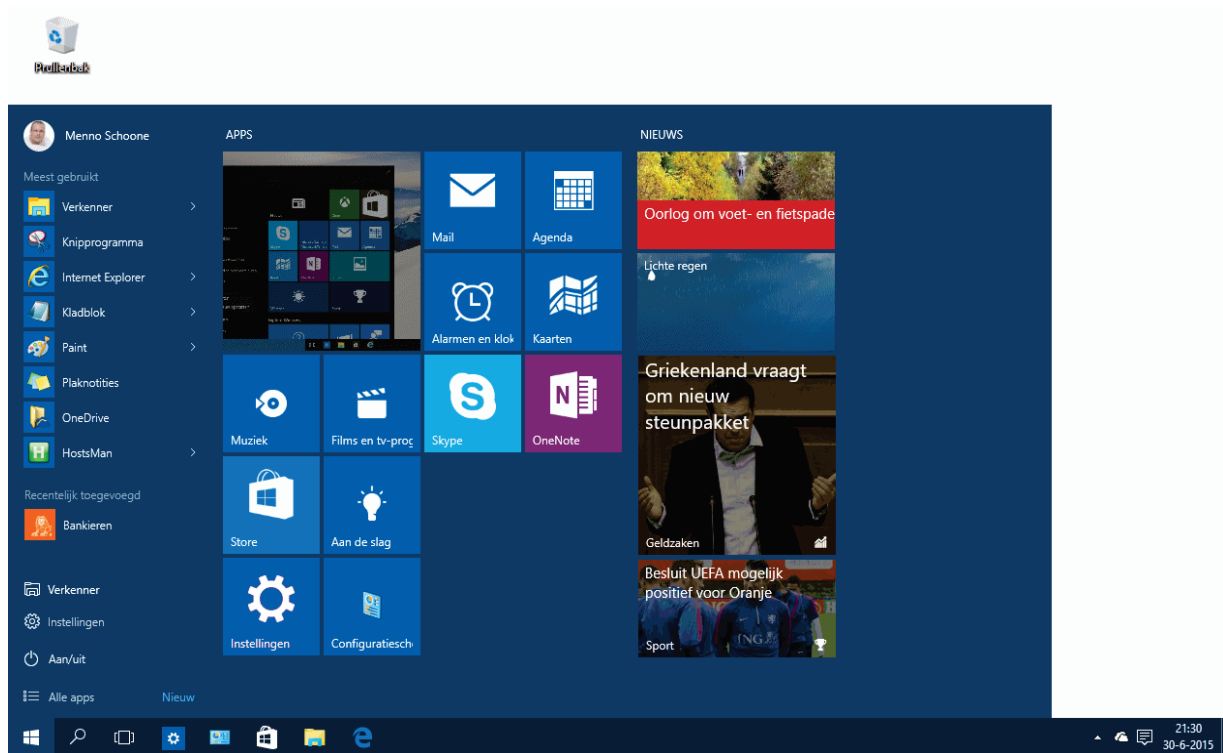 Prullenbak
Menno Schoone
Meest gebruikt
Verkenner
Knipprogramma
Internet Explorer
Kladblok
Paint
Plaknotities
OneDrive
HostsMan
Recentelijk toegevoegd
Bankieren
Verkenner
Instellingen
Aan/uit
Alle apps
Nieuw
APPS
Mail
Agenda
Alarmen en klok
Kaarten
Muziek
Films en tv-prog
Skype
OneNote
Store
Aan de slag
Instellingen
Configuratiesch
NIEUWS
Oorlog om voet- en fietspade
Lichte regen
Griekenland vraagt
om nieuw
steunpakket
Geldzaken
Besluit UEFA mogelijk
positief voor Oranje
ING
Sport
21:30
30-6-2015